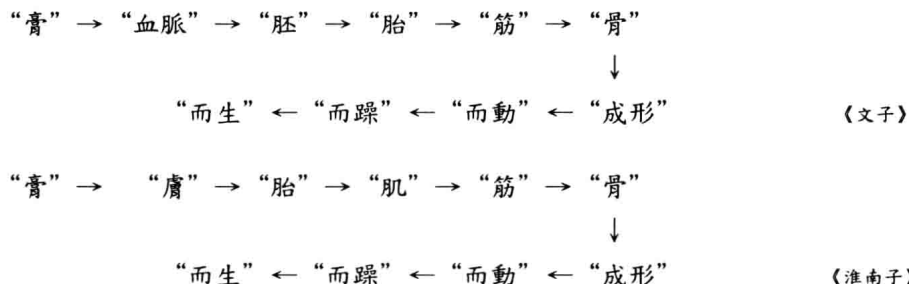 “膏” → “血脈” → “胚” → “胎” → “筋” → “骨”
↓
“而生” ← “而躁” ← “而動” ← “成形” 《文子》
“膏” → “膚” → “胎” → “肌” → “筋” → “骨”
↓
“而生” ← “而躁” ← “而動” ← “成形” 《淮南子》